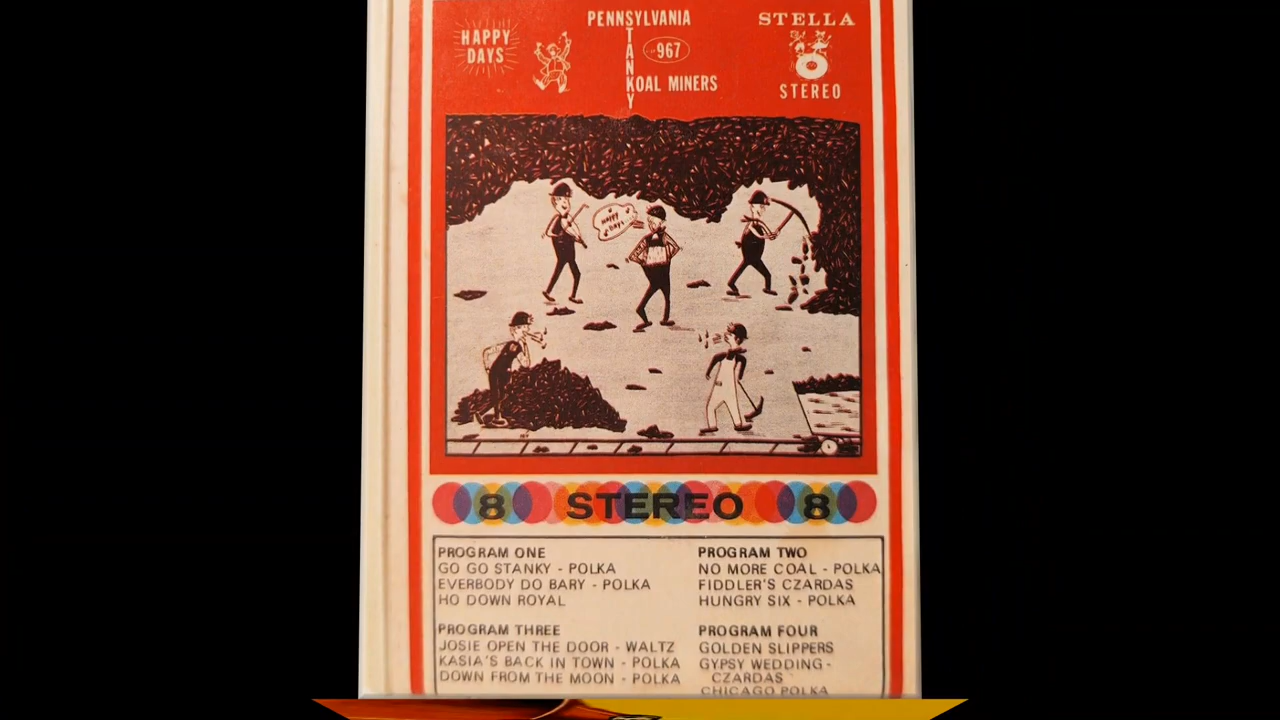 HAPPY
DAYS
PENNSYLVANIA
STANKY
967
KOAL MINERS
STELLA
STEREO
Happy
Days
8 STEREO 8
PROGRAM ONE
GO GO STANKY - POLKA
EVERBODY DO BARY - POLKA
HO DOWN ROYAL
PROGRAM TWO
NO MORE COAL - POLKA
FIDDLER'S CZARDAS
HUNGRY SIX - POLKA
PROGRAM THREE
JOSIE OPEN THE DOOR - WALTZ
KASIA'S BACK IN TOWN - POLKA
DOWN FROM THE MOON - POLKA
PROGRAM FOUR
GOLDEN SLIPPERS
GYPSY WEDDING -
CZARDAS
CHICAGO POLKA